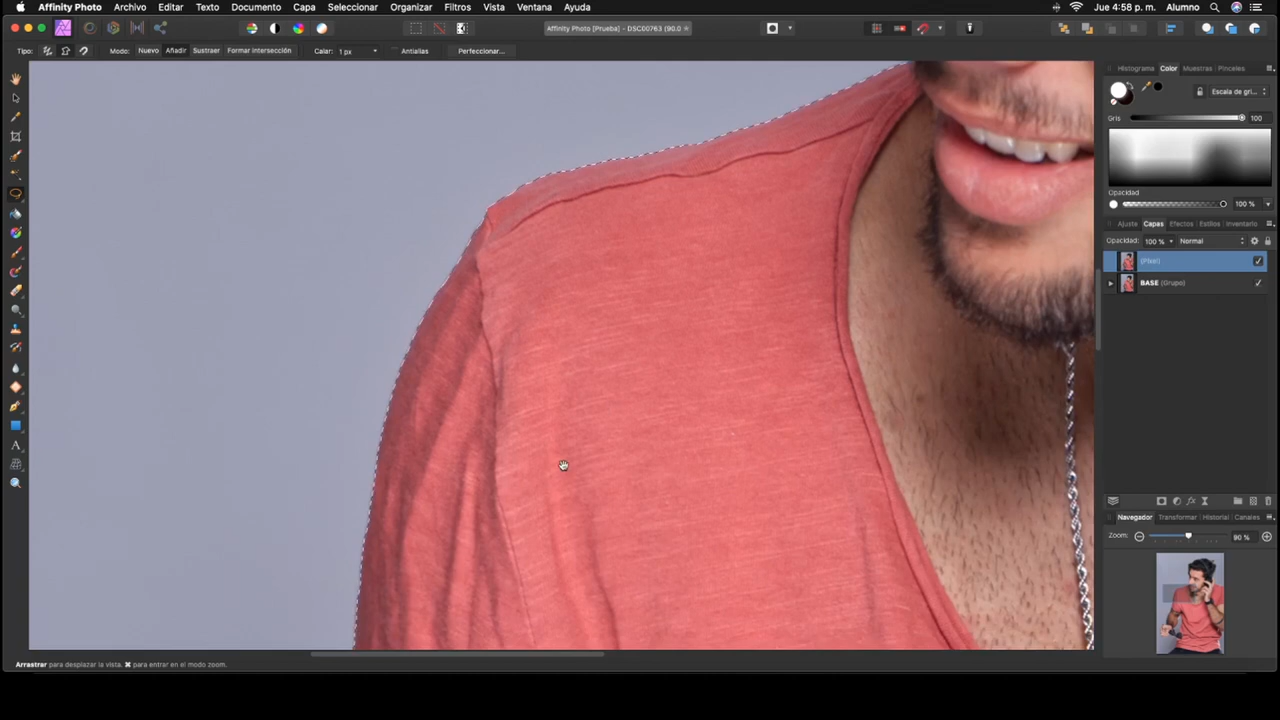 Affinity Photo Archivo Editar Texto Documento Capa Seleccionar Organizar Filtros Vista Ventana Ayuda Jue 4:58 p. m. Alumno
Affinity Photo [Prueba] - DSC00763 (90.0
Tipo: Modo: Nuevo Añadir Sustraer Formar intersección Calar: 1 px Antialias Perfeccionar...
Histograma Color Muestras Pinceles
Escala de gri...
Gris 100
Opacidad
100 %
Ajuste Capas Efectos Estilos Inventario
Opacidad: 100 % Normal
(Píxel)
BASE (Grupo)
Navegador Transformar Historial Canales
Zoom: 90 %
Arrastrar para desplazar la vista. ⌘ para entrar en el modo zoom.